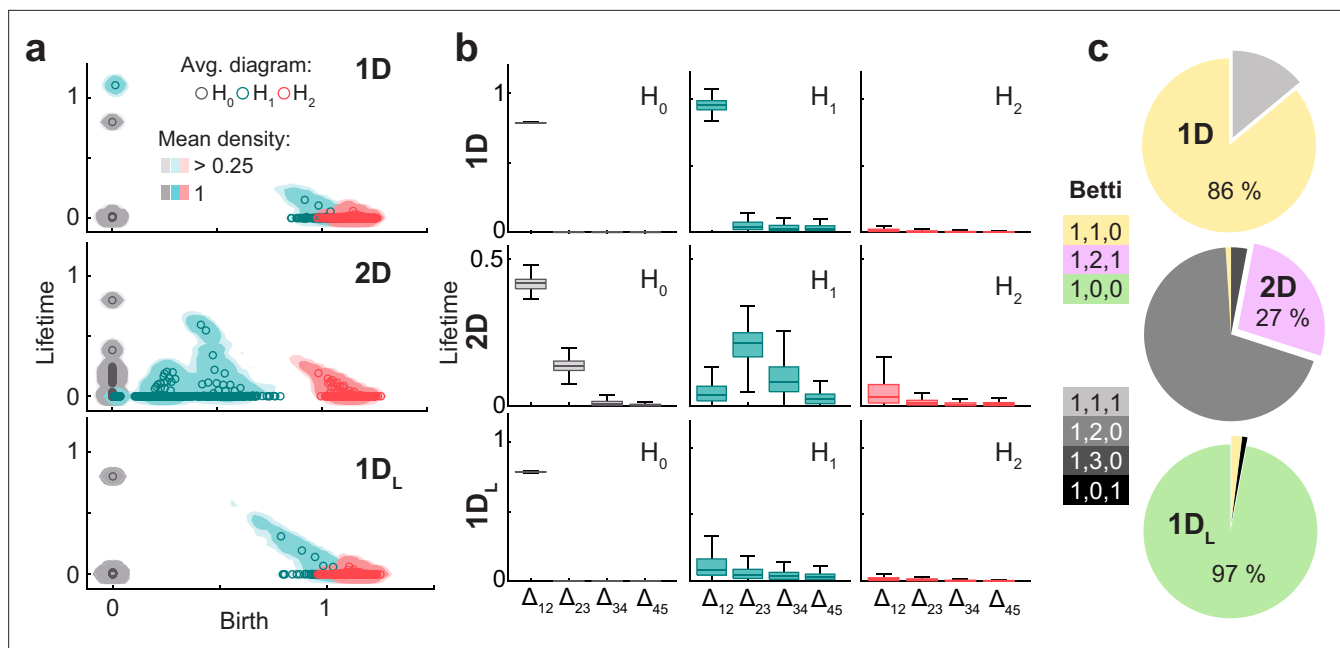 a
Avg. diagram:
H0 H1 H2
Mean density:
> 0.25
1
1D
1
0
2D
1
0
1DL
1
0
Lifetime
0 1
Birth
b
1D
1
0
H0
H1
H2
Lifetime
2D
0.5
0
H0
H1
H2
1DL
1
0
H0
H1
H2
Δ12 Δ23 Δ34 Δ45
Δ12 Δ23 Δ34 Δ45
Δ12 Δ23 Δ34 Δ45
c
1D
86 %
Betti
1,1,0
1,2,1
1,0,0
2D
27 %
1,1,1
1,2,0
1,3,0
1,0,1
1DL
97 %